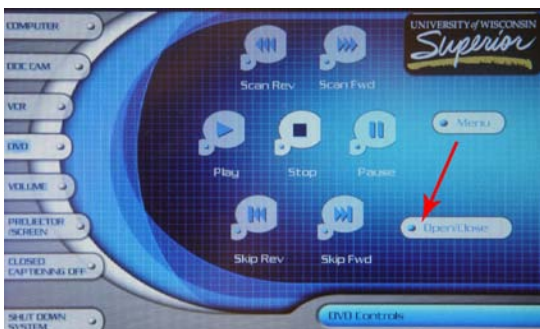 COMPUTER
DOC CAM
VCR
DVD
VOLUME
PROJECTOR
/SCREEN
CLOSED
CAPTIONING OFF
SHUT DOWN
SYSTEM
UNIVERSITY of WISCONSIN
Superior
Scan Rev
Scan Fwd
Menu
Play
Stop
Pause
Open/Close
Skip Rev
Skip Fwd
DVD Controls